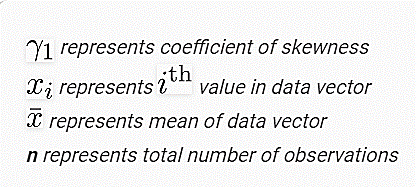 γ₁ represents coefficient of skewness
xᵢ represents iᵗʰ value in data vector
x̄ represents mean of data vector
n represents total number of observations